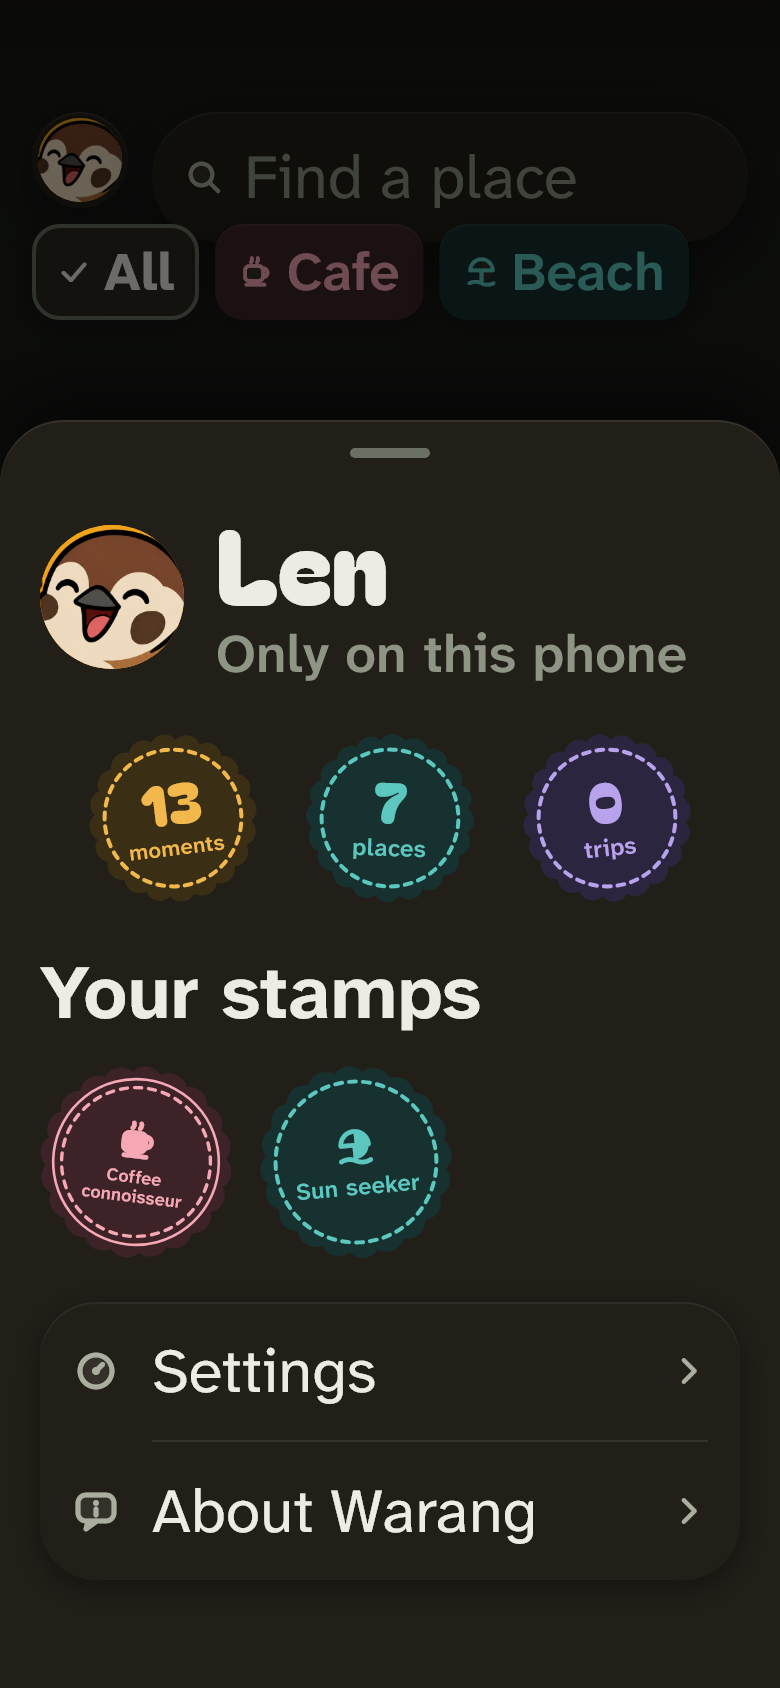 Find a place
All
Cafe
Beach
Len
Only on this phone
13
moments
7
places
0
trips
Your stamps
Coffee
connoisseur
Sun seeker
Settings
About Warang